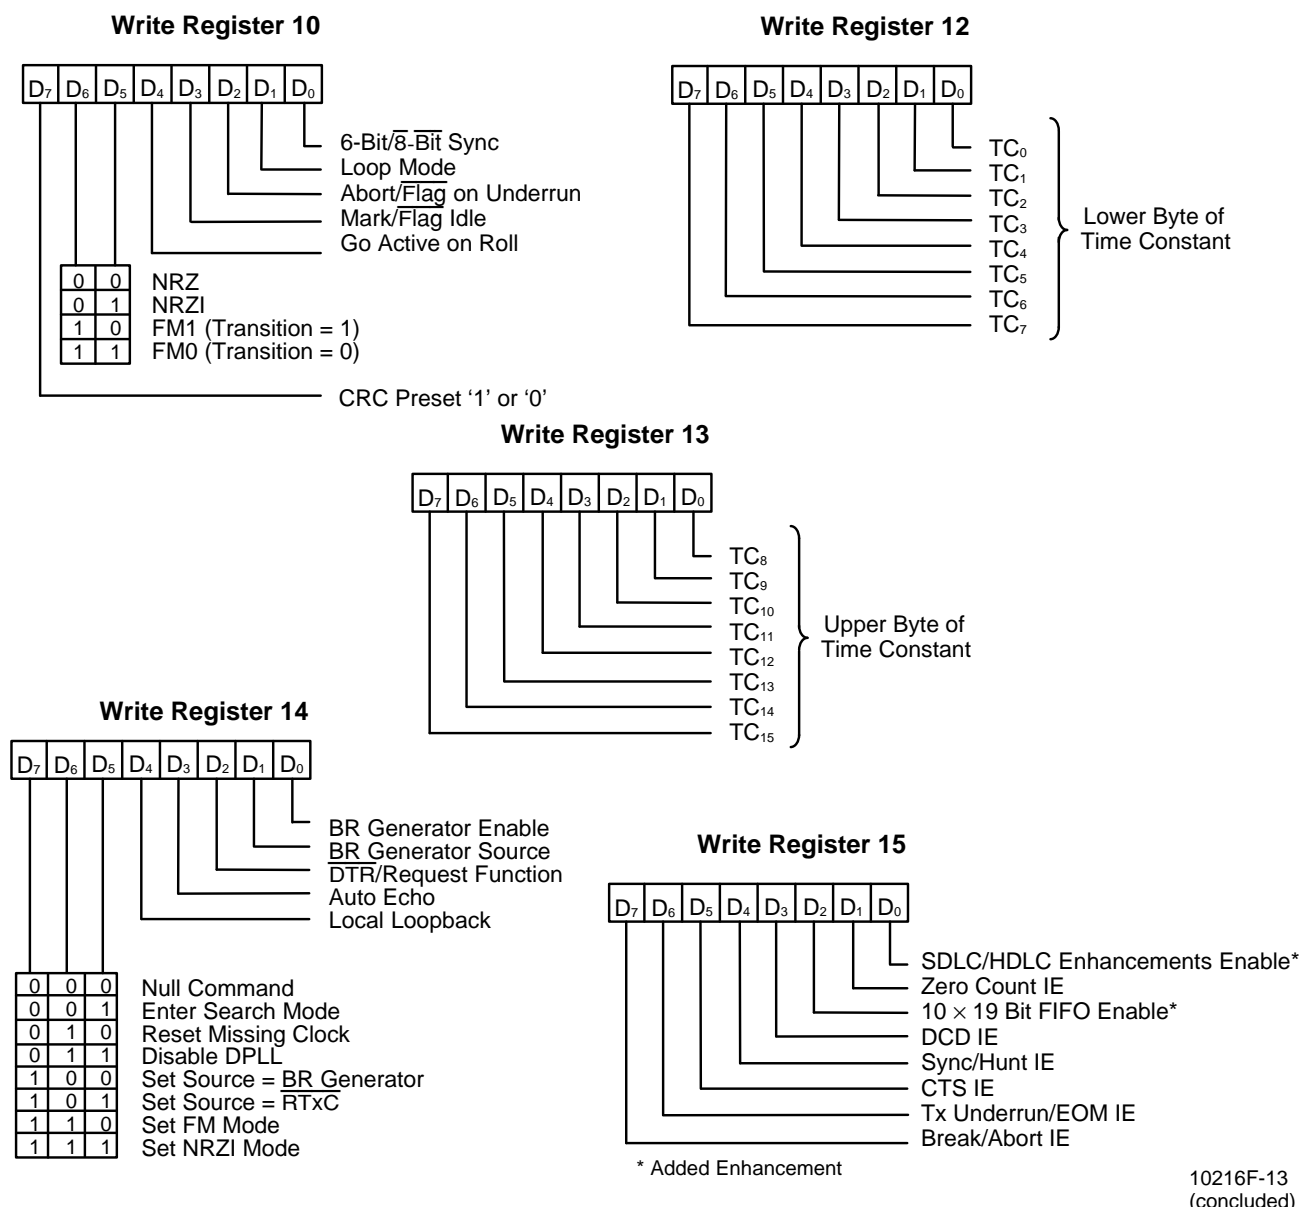 Write Register 10
D₇ D₆ D₅ D₄ D₃ D₂ D₁ D₀
6-Bit/8̅-̅B̅i̅t̅ Sync
Loop Mode
Abort/F̅l̅a̅g̅ on Underrun
Mark/F̅l̅a̅g̅ Idle
Go Active on Roll
0 0 NRZ
0 1 NRZI
1 0 FM1 (Transition = 1)
1 1 FM0 (Transition = 0)
CRC Preset ‘1’ or ‘0’
Write Register 12
D₇ D₆ D₅ D₄ D₃ D₂ D₁ D₀
TC₀
TC₁
TC₂
TC₃
TC₄
TC₅
TC₆
TC₇
Lower Byte of
Time Constant
Write Register 13
D₇ D₆ D₅ D₄ D₃ D₂ D₁ D₀
TC₈
TC₉
TC₁₀
TC₁₁
TC₁₂
TC₁₃
TC₁₄
TC₁₅
Upper Byte of
Time Constant
Write Register 14
D₇ D₆ D₅ D₄ D₃ D₂ D₁ D₀
BR Generator Enable
BR Generator Source
D̅T̅R̅/Request Function
Auto Echo
Local Loopback
0 0 0 Null Command
0 0 1 Enter Search Mode
0 1 0 Reset Missing Clock
0 1 1 Disable DPLL
1 0 0 Set Source = BR Generator
1 0 1 Set Source = R̅T̅x̅C̅
1 1 0 Set FM Mode
1 1 1 Set NRZI Mode
Write Register 15
D₇ D₆ D₅ D₄ D₃ D₂ D₁ D₀
SDLC/HDLC Enhancements Enable*
Zero Count IE
10 × 19 Bit FIFO Enable*
DCD IE
Sync/Hunt IE
CTS IE
Tx Underrun/EOM IE
Break/Abort IE
* Added Enhancement
10216F-13
(concluded)